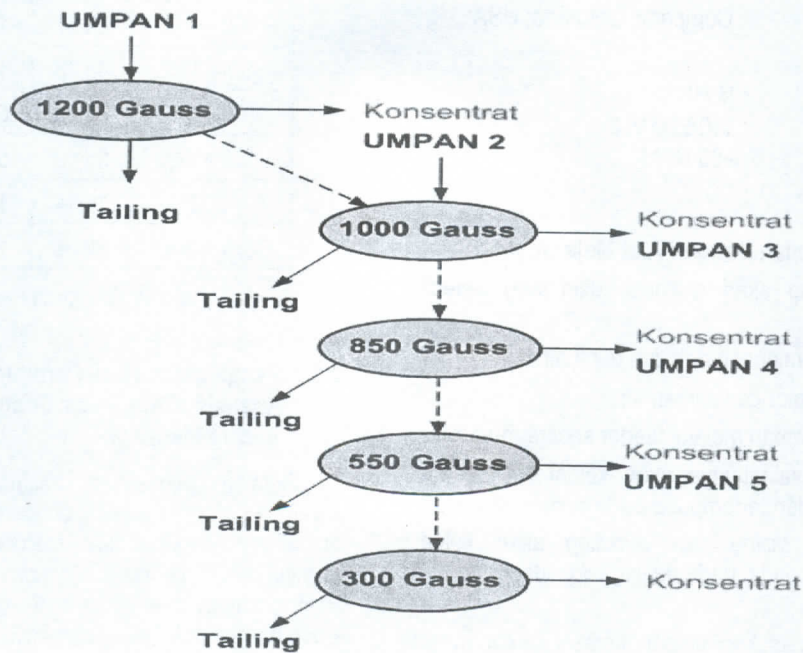 UMPAN 1
1200 Gauss
Konsentrat
UMPAN 2
Tailing
1000 Gauss
Konsentrat
UMPAN 3
Tailing
850 Gauss
Konsentrat
UMPAN 4
Tailing
550 Gauss
Konsentrat
UMPAN 5
Tailing
300 Gauss
Konsentrat
Tailing